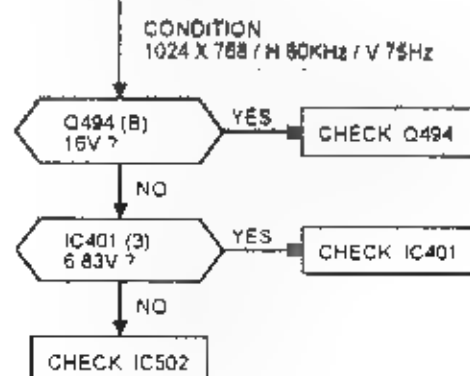 CONDITION
1024 X 768 / H 60KHz / V 75Hz
Q494 (B)
16V ?
YES
CHECK Q494
NO
IC401 (3)
6.83V ?
YES
CHECK IC401
NO
CHECK IC502